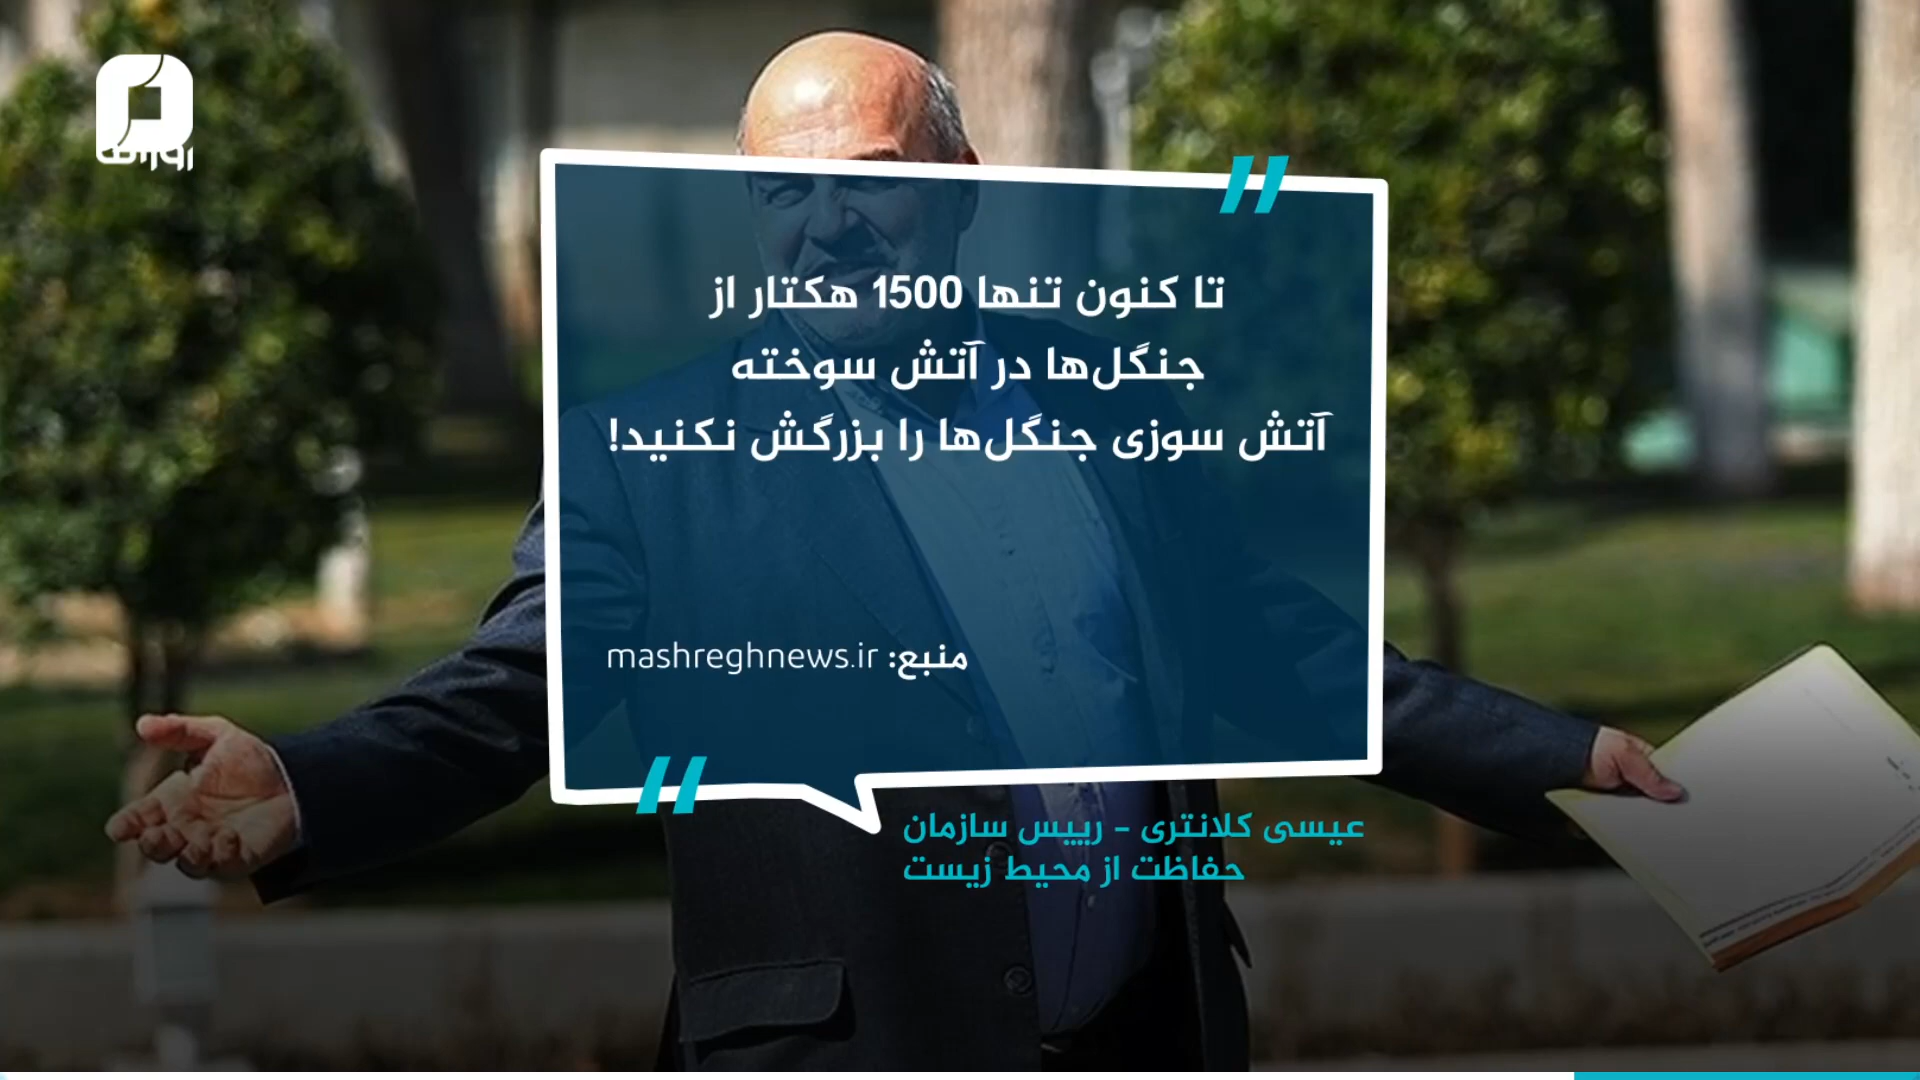 تا کنون تنها 1500 هکتار از
جنگل‌ها در آتش سوخته
آتش سوزی جنگل‌ها را بزرگش نکنید!
منبع: mashreghnews.ir
عیسی کلانتری - رییس سازمان
حفاظت از محیط زیست